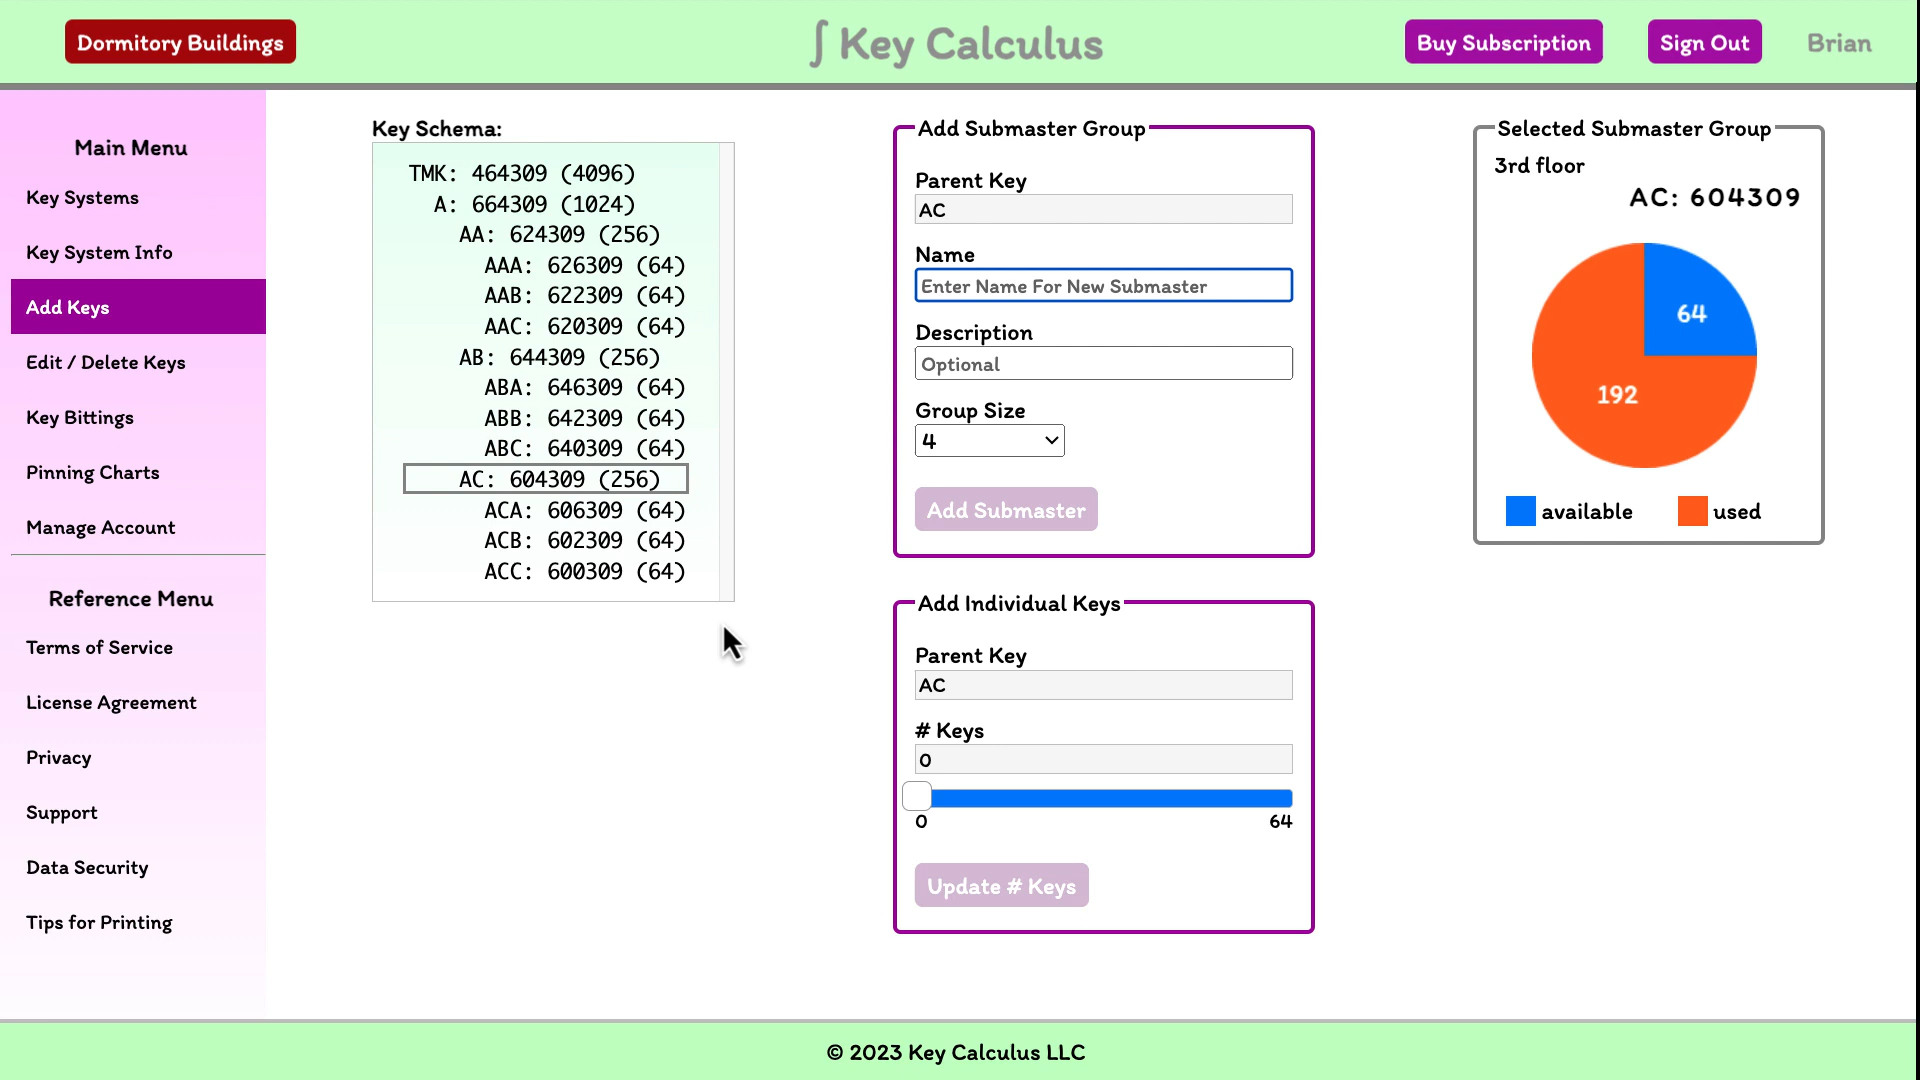 Dormitory Buildings
∫ Key Calculus
Buy Subscription
Sign Out
Brian
Main Menu
Key Systems
Key System Info
Add Keys
Edit / Delete Keys
Key Bittings
Pinning Charts
Manage Account
Reference Menu
Terms of Service
License Agreement
Privacy
Support
Data Security
Tips for Printing
Key Schema:
TMK: 464309 (4096)
A: 664309 (1024)
AA: 624309 (256)
AAA: 626309 (64)
AAB: 622309 (64)
AAC: 620309 (64)
AB: 644309 (256)
ABA: 646309 (64)
ABB: 642309 (64)
ABC: 640309 (64)
AC: 604309 (256)
ACA: 606309 (64)
ACB: 602309 (64)
ACC: 600309 (64)
Add Submaster Group
Parent Key
AC
Name
Enter Name For New Submaster
Description
Optional
Group Size
4
Add Submaster
Add Individual Keys
Parent Key
AC
# Keys
0
0 64
Update # Keys
Selected Submaster Group
3rd floor
AC: 604309
64
192
available used
© 2023 Key Calculus LLC